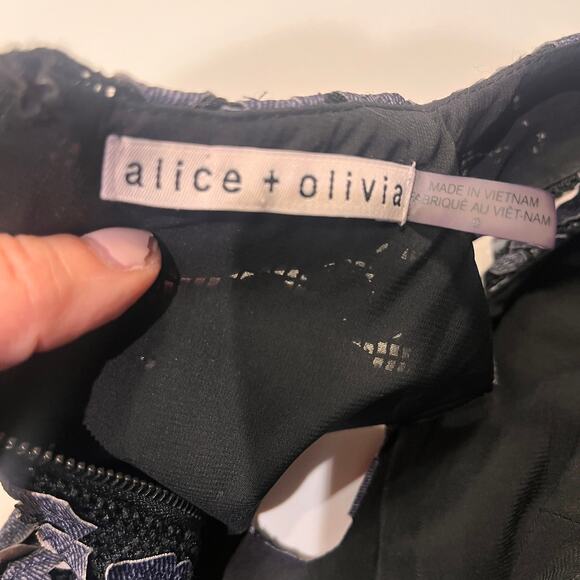 alice + olivia
MADE IN VIETNAM
FABRIQUÉ AU VIÊT-NAM